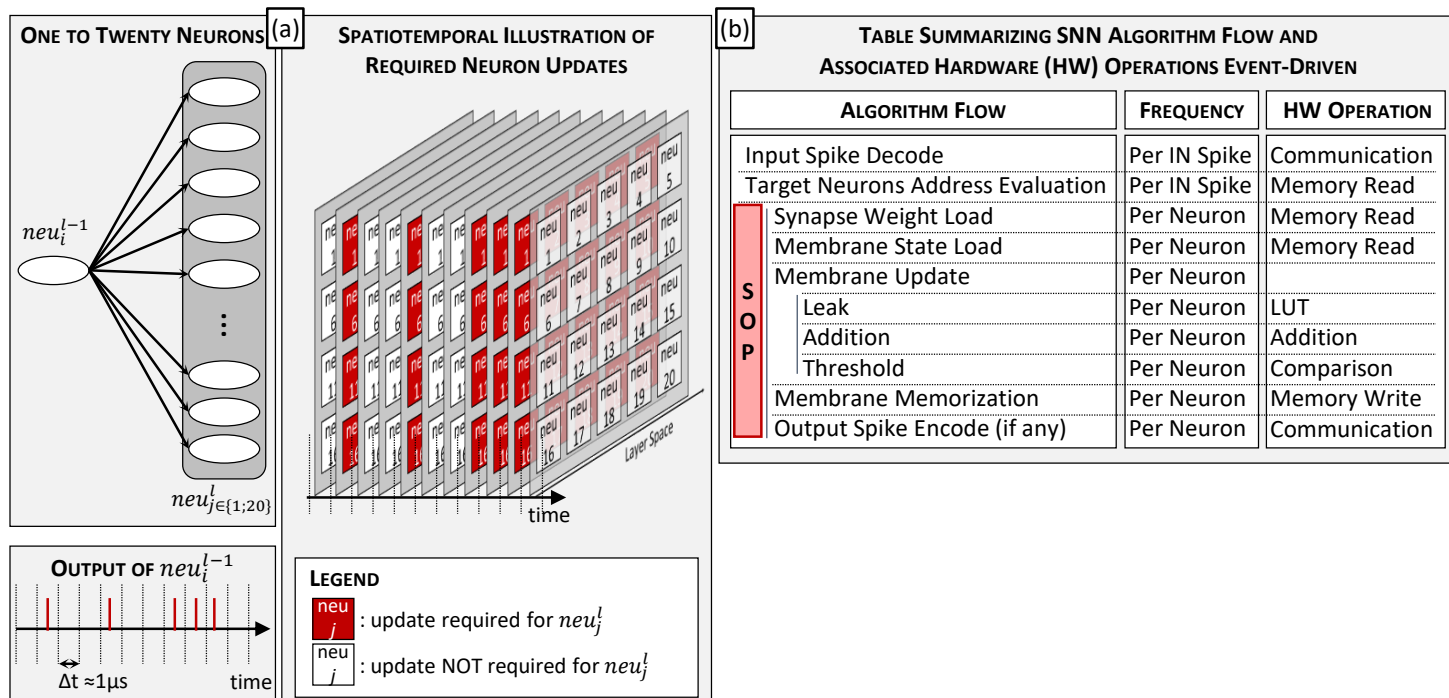 ONE TO TWENTY NEURONS
neu_i^{l-1}
⋮
neu^l_{j∈{1;20}}
OUTPUT OF neu_i^{l-1}
Δt ≈1μs
time
(a)
SPATIOTEMPORAL ILLUSTRATION OF
REQUIRED NEURON UPDATES
neu 1
neu 2
neu 3
neu 4
neu 5
neu 6
neu 7
neu 8
neu 9
neu 10
neu 11
neu 12
neu 13
neu 14
neu 15
neu 16
neu 17
neu 18
neu 19
neu 20
Layer Space
time
LEGEND
neu j : update required for neu_j^l
neu j : update NOT required for neu_j^l
(b)
TABLE SUMMARIZING SNN ALGORITHM FLOW AND
ASSOCIATED HARDWARE (HW) OPERATIONS EVENT-DRIVEN
ALGORITHM FLOW FREQUENCY HW OPERATION
Input Spike Decode Per IN Spike Communication
Target Neurons Address Evaluation Per IN Spike Memory Read
SOP
Synapse Weight Load Per Neuron Memory Read
Membrane State Load Per Neuron Memory Read
Membrane Update Per Neuron
Leak Per Neuron LUT
Addition Per Neuron Addition
Threshold Per Neuron Comparison
Membrane Memorization Per Neuron Memory Write
Output Spike Encode (if any) Per Neuron Communication